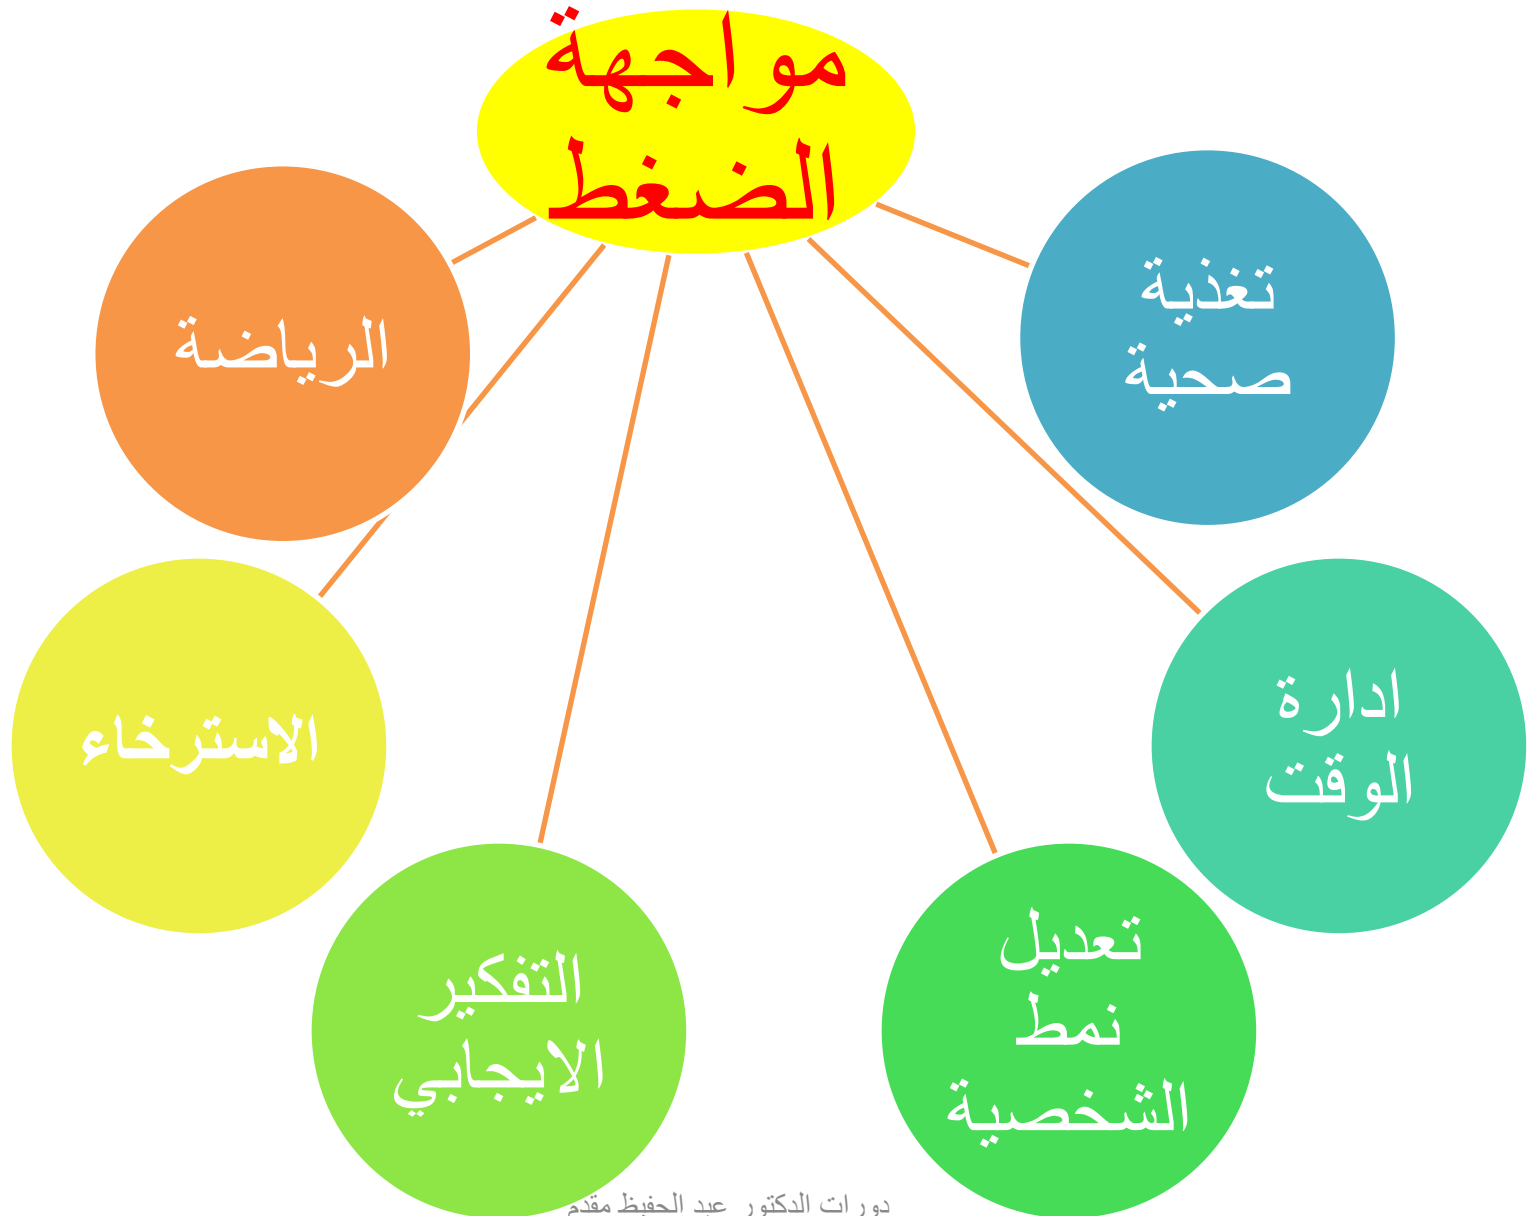 مواجهة
الضغط
تغذية
صحية
ادارة
الوقت
تعديل
نمط
الشخصية
التفكير
الايجابي
الاسترخاء
الرياضة
دورات الدكتور عبد الحفيظ مقدم